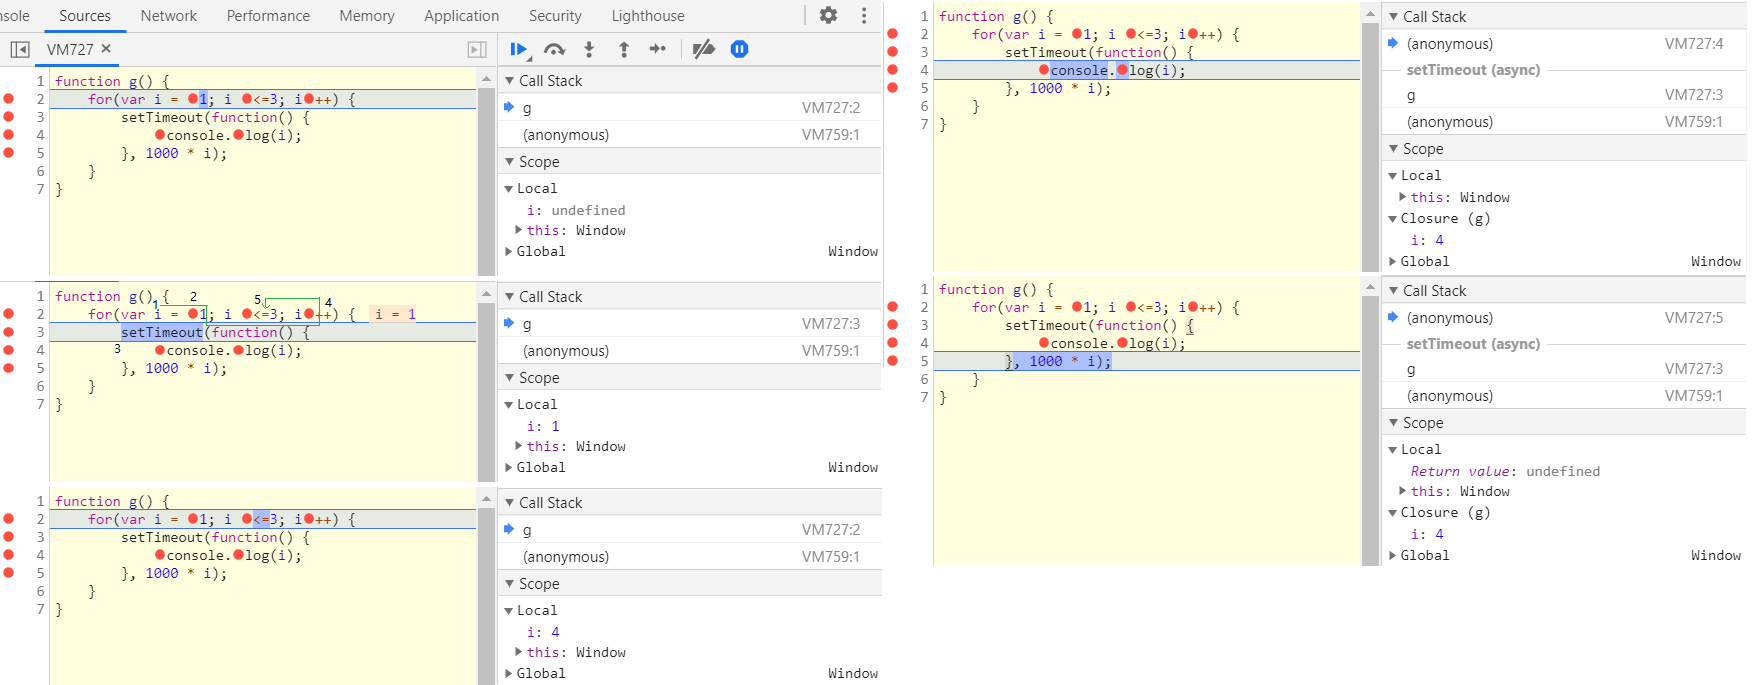 nsole Sources Network Performance Memory Application Security Lighthouse
VM727 ×
1 function g() {
2 for(var i = 1; i <=3; i++) {
3 setTimeout(function() {
4 console.log(i);
5 }, 1000 * i);
6 }
7 }
Call Stack
g VM727:2
(anonymous) VM759:1
Scope
Local
i: undefined
this: Window
Global Window
1 function g() {
2 for(var i = 1; i <=3; i++) { i = 1
3 setTimeout(function() {
4 console.log(i);
5 }, 1000 * i);
6 }
7 }
1 2 5 4
3
Call Stack
g VM727:3
(anonymous) VM759:1
Scope
Local
i: 1
this: Window
Global Window
1 function g() {
2 for(var i = 1; i <=3; i++) {
3 setTimeout(function() {
4 console.log(i);
5 }, 1000 * i);
6 }
7 }
Call Stack
g VM727:2
(anonymous) VM759:1
Scope
Local
i: 4
this: Window
Global Window
1 function g() {
2 for(var i = 1; i <=3; i++) {
3 setTimeout(function() {
4 console.log(i);
5 }, 1000 * i);
6 }
7 }
Call Stack
(anonymous) VM727:4
setTimeout (async)
g VM727:3
(anonymous) VM759:1
Scope
Local
this: Window
Closure (g)
i: 4
Global Window
1 function g() {
2 for(var i = 1; i <=3; i++) {
3 setTimeout(function() {
4 console.log(i);
5 }, 1000 * i);
6 }
7 }
Call Stack
(anonymous) VM727:5
setTimeout (async)
g VM727:3
(anonymous) VM759:1
Scope
Local
Return value: undefined
this: Window
Closure (g)
i: 4
Global Window